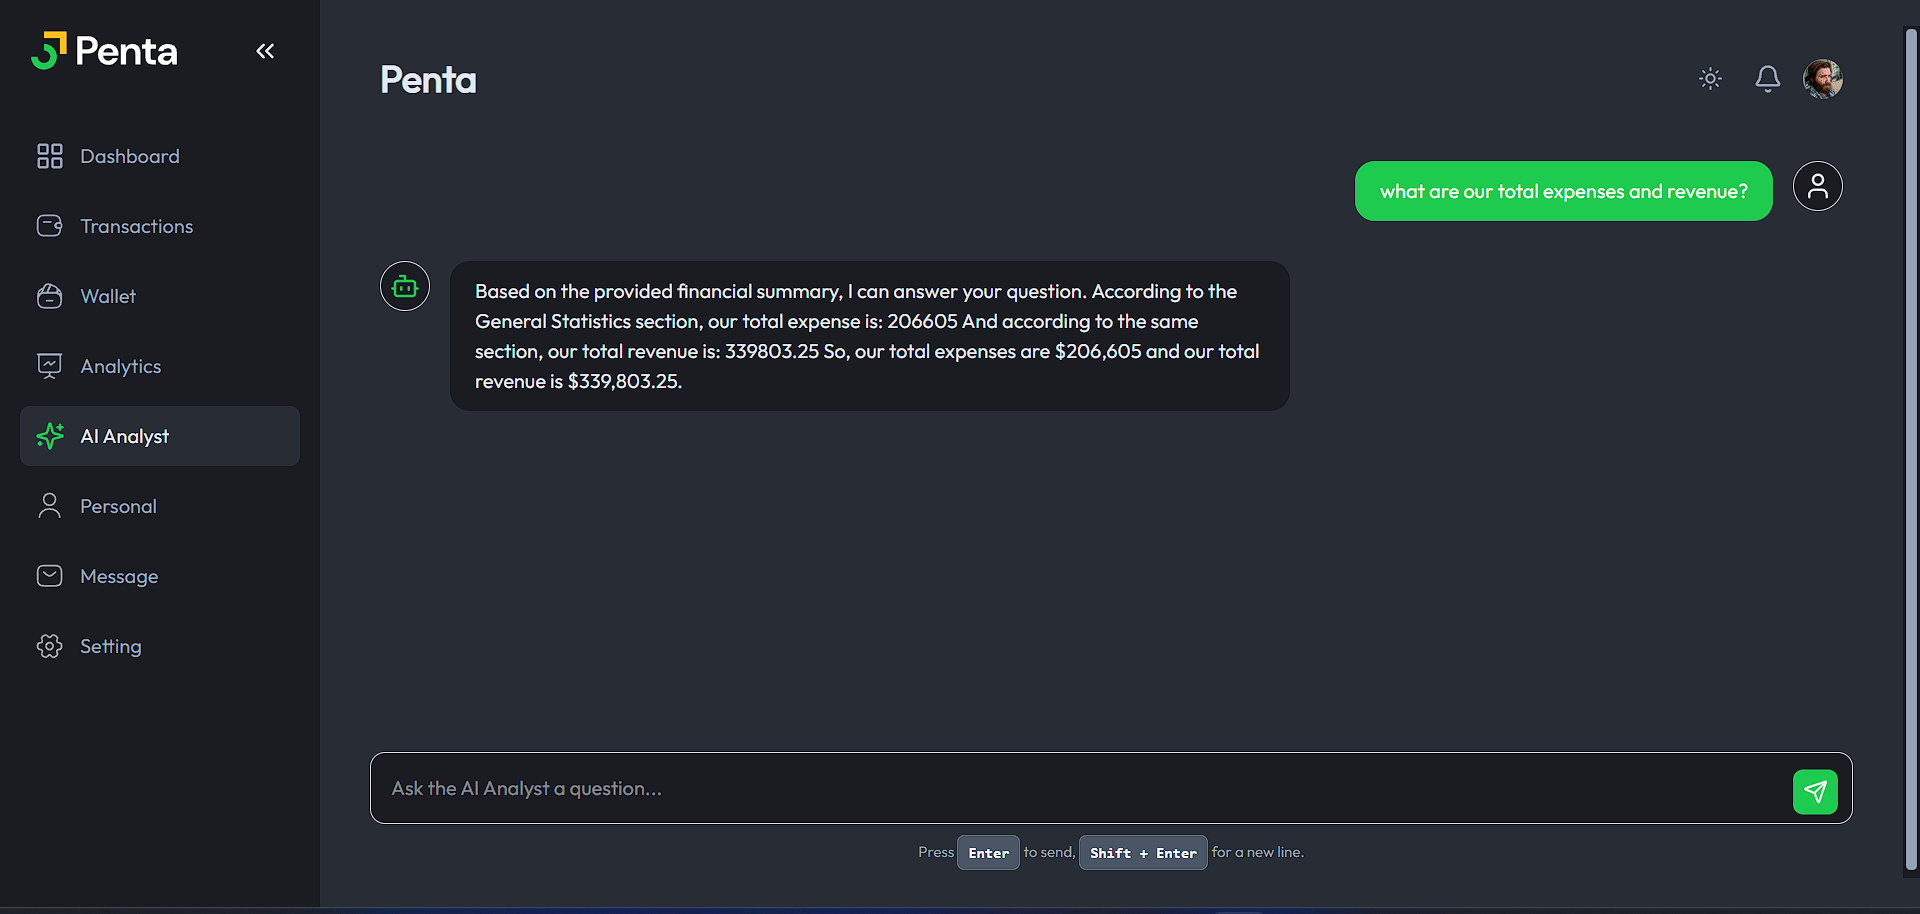 Penta
Dashboard
Transactions
Wallet
Analytics
AI Analyst
Personal
Message
Setting
Penta
what are our total expenses and revenue?
Based on the provided financial summary, I can answer your question. According to the
General Statistics section, our total expense is: 206605 And according to the same
section, our total revenue is: 339803.25 So, our total expenses are $206,605 and our total
revenue is $339,803.25.
Ask the AI Analyst a question...
Press Enter to send, Shift + Enter for a new line.